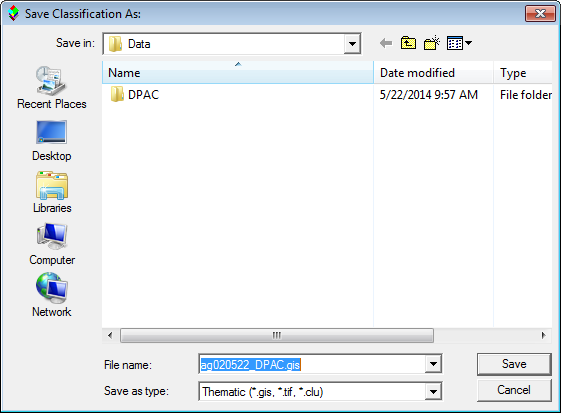 Save Classification As:
Save in: Data
Name Date modified Type
DPAC 5/22/2014 9:57 AM File folder
Recent Places
Desktop
Libraries
Computer
Network
File name: ag020522_DPAC.gis Save
Save as type: Thematic (*.gis, *.tif, *.clu) Cancel